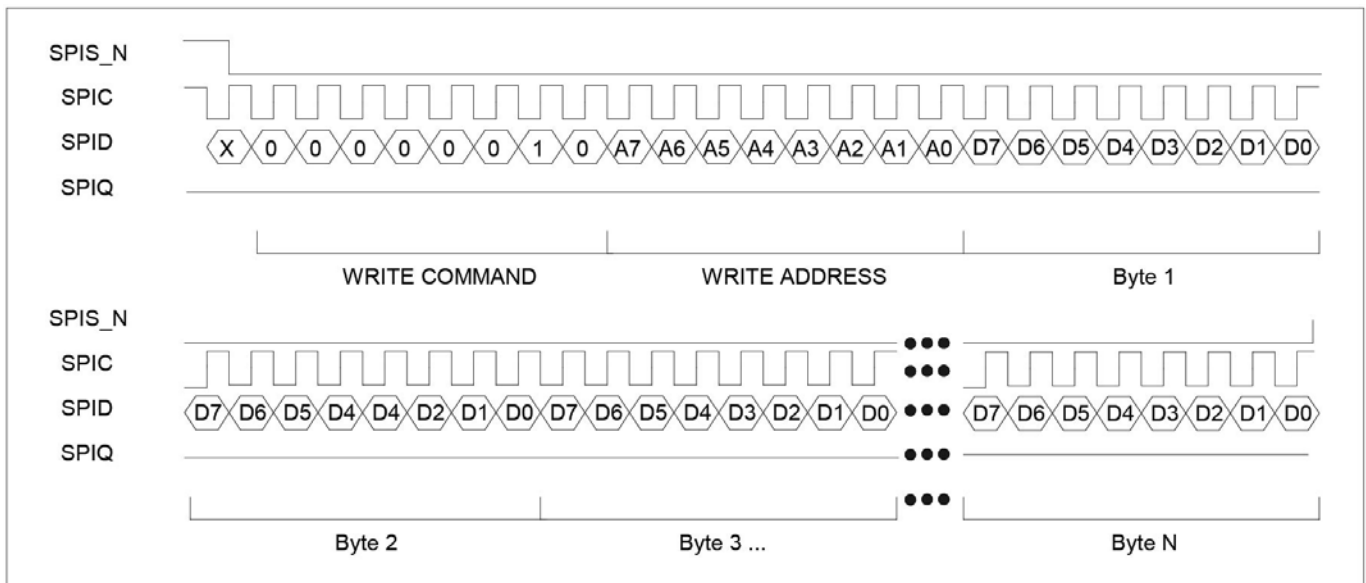 SPIS_N
SPIC
SPID X 0 0 0 0 0 0 1 0 A7 A6 A5 A4 A3 A2 A1 A0 D7 D6 D5 D4 D3 D2 D1 D0
SPIQ
WRITE COMMAND WRITE ADDRESS Byte 1
SPIS_N
SPIC
SPID D7 D6 D5 D4 D4 D2 D1 D0 D7 D6 D5 D4 D3 D2 D1 D0 D7 D6 D5 D4 D3 D2 D1 D0
SPIQ
Byte 2 Byte 3 ... Byte N